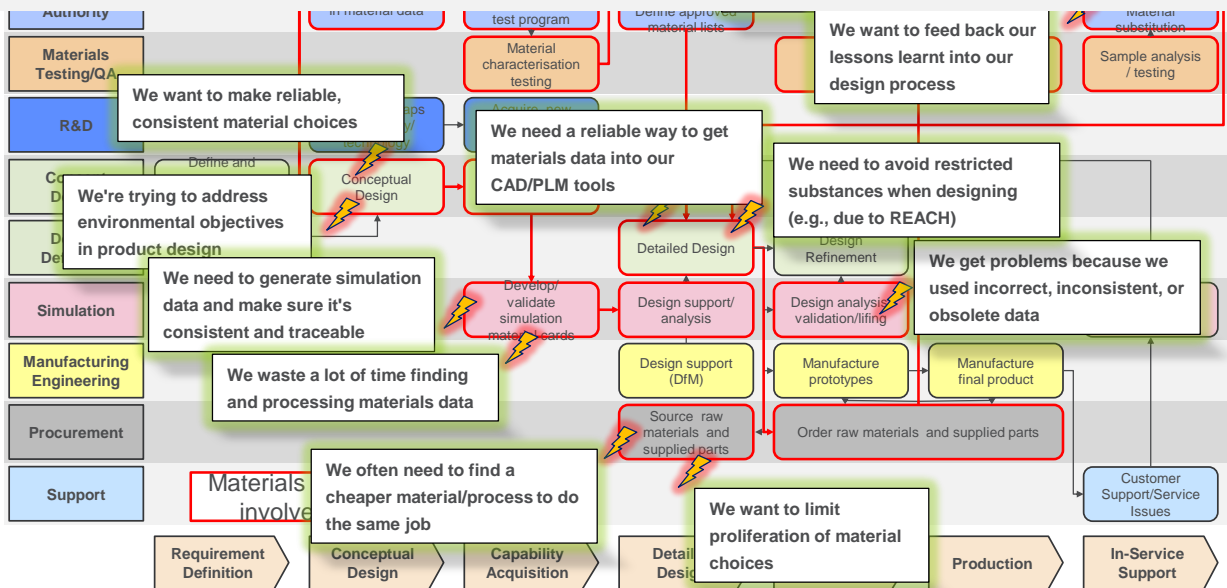 Authority
in material data
test program
Define approved
material lists
Material
substitution
We want to feed back our
lessons learnt into our
design process
Materials
Testing/QA
Material
characterisation
testing
Sample analysis
/ testing
We want to make reliable,
consistent material choices
R&D
We need a reliable way to get
materials data into our
CAD/PLM tools
We need to avoid restricted
substances when designing
(e.g., due to REACH)
Define and
Conceptual
Design
We're trying to address
environmental objectives
in product design
Detailed Design
Design
Refinement
We need to generate simulation
data and make sure it's
consistent and traceable
We get problems because we
used incorrect, inconsistent, or
obsolete data
Simulation
Develop/
validate
simulation
material cards
Design support/
analysis
Design analysis/
validation/lifing
We waste a lot of time finding
and processing materials data
Manufacturing
Engineering
Design support
(DfM)
Manufacture
prototypes
Manufacture
final product
Procurement
Source raw
materials and
supplied parts
Order raw materials and supplied parts
We often need to find a
cheaper material/process to do
the same job
Support
Materials
We want to limit
proliferation of material
choices
Customer
Support/Service
Issues
Requirement
Definition
Conceptual
Design
Capability
Acquisition
Production
In-Service
Support